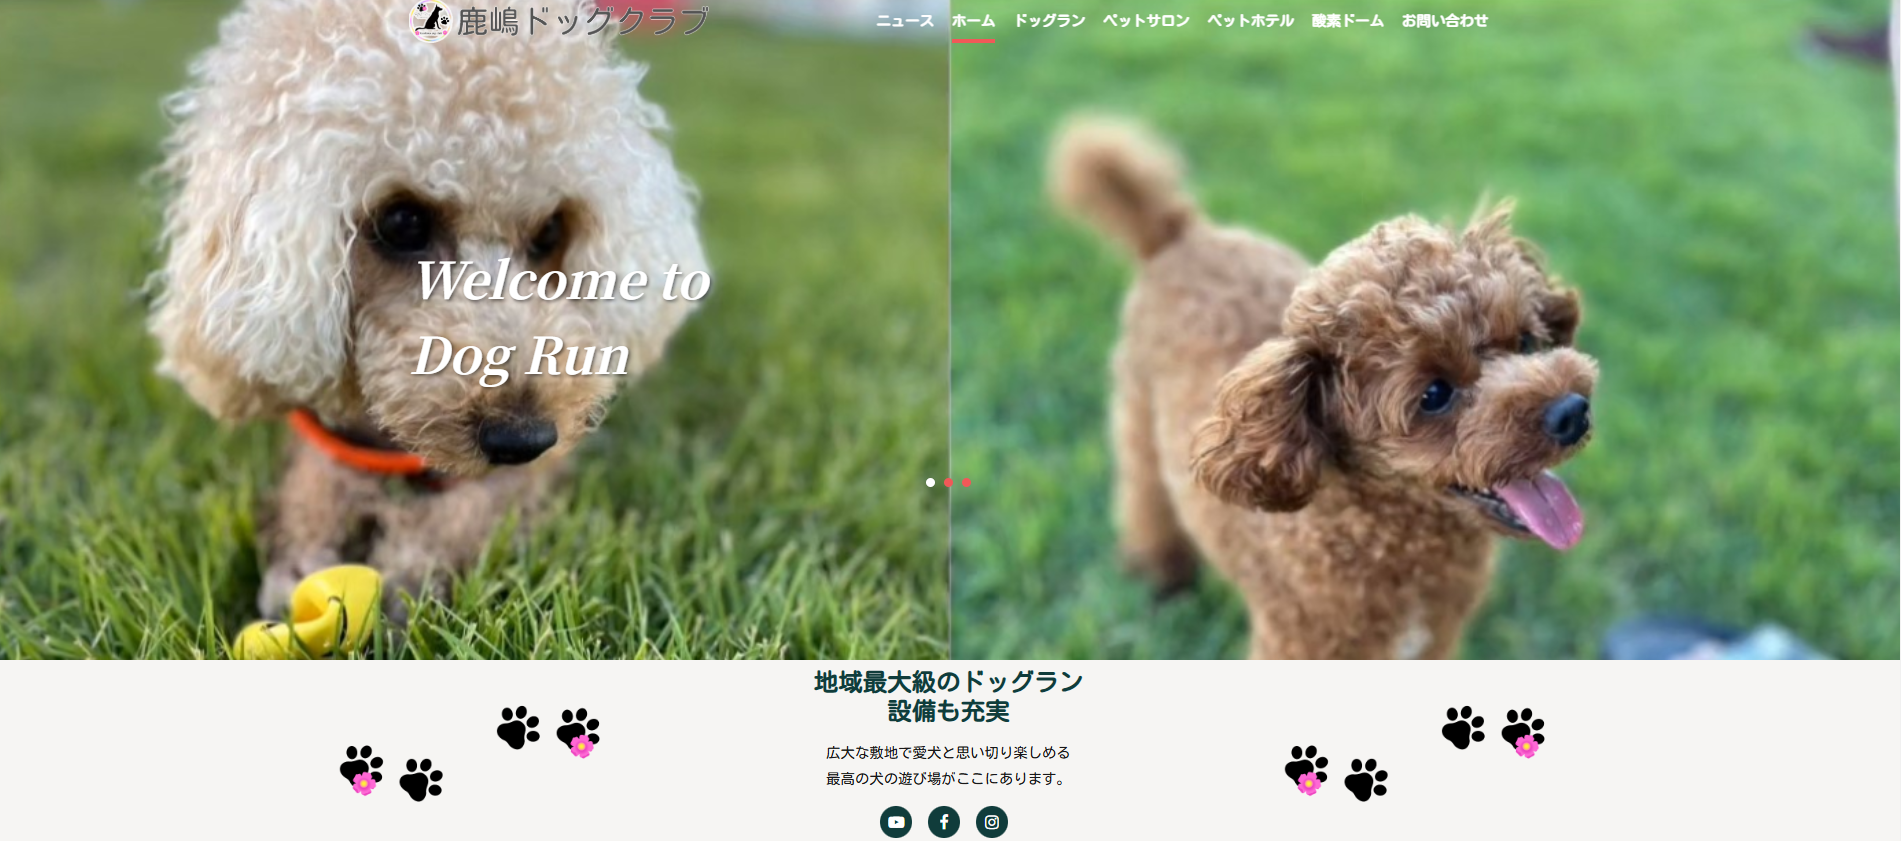 鹿嶋ドッグクラブ
ニュース ホーム ドッグラン ペットサロン ペットホテル 酸素ドーム お問い合わせ
Welcome to
Dog Run
地域最大級のドッグラン
設備も充実
広大な敷地で愛犬と思い切り楽しめる
最高の犬の遊び場がここにあります。